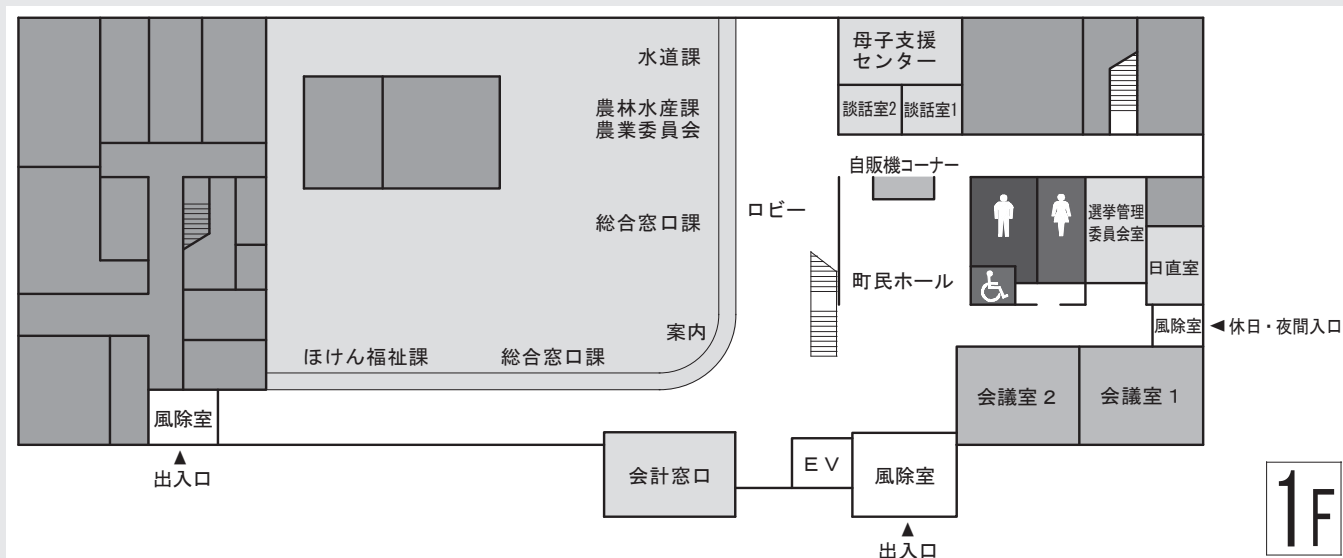 水道課
農林水産課
農業委員会
総合窓口課
案内
ほけん福祉課
総合窓口課
ロビー
母子支援
センター
談話室2
談話室1
自販機コーナー
町民ホール
選挙管理
委員会室
日直室
風除室
◀休日・夜間入口
会議室2
会議室1
風除室
▲
出入口
会計窓口
EV
風除室
▲
出入口
1F